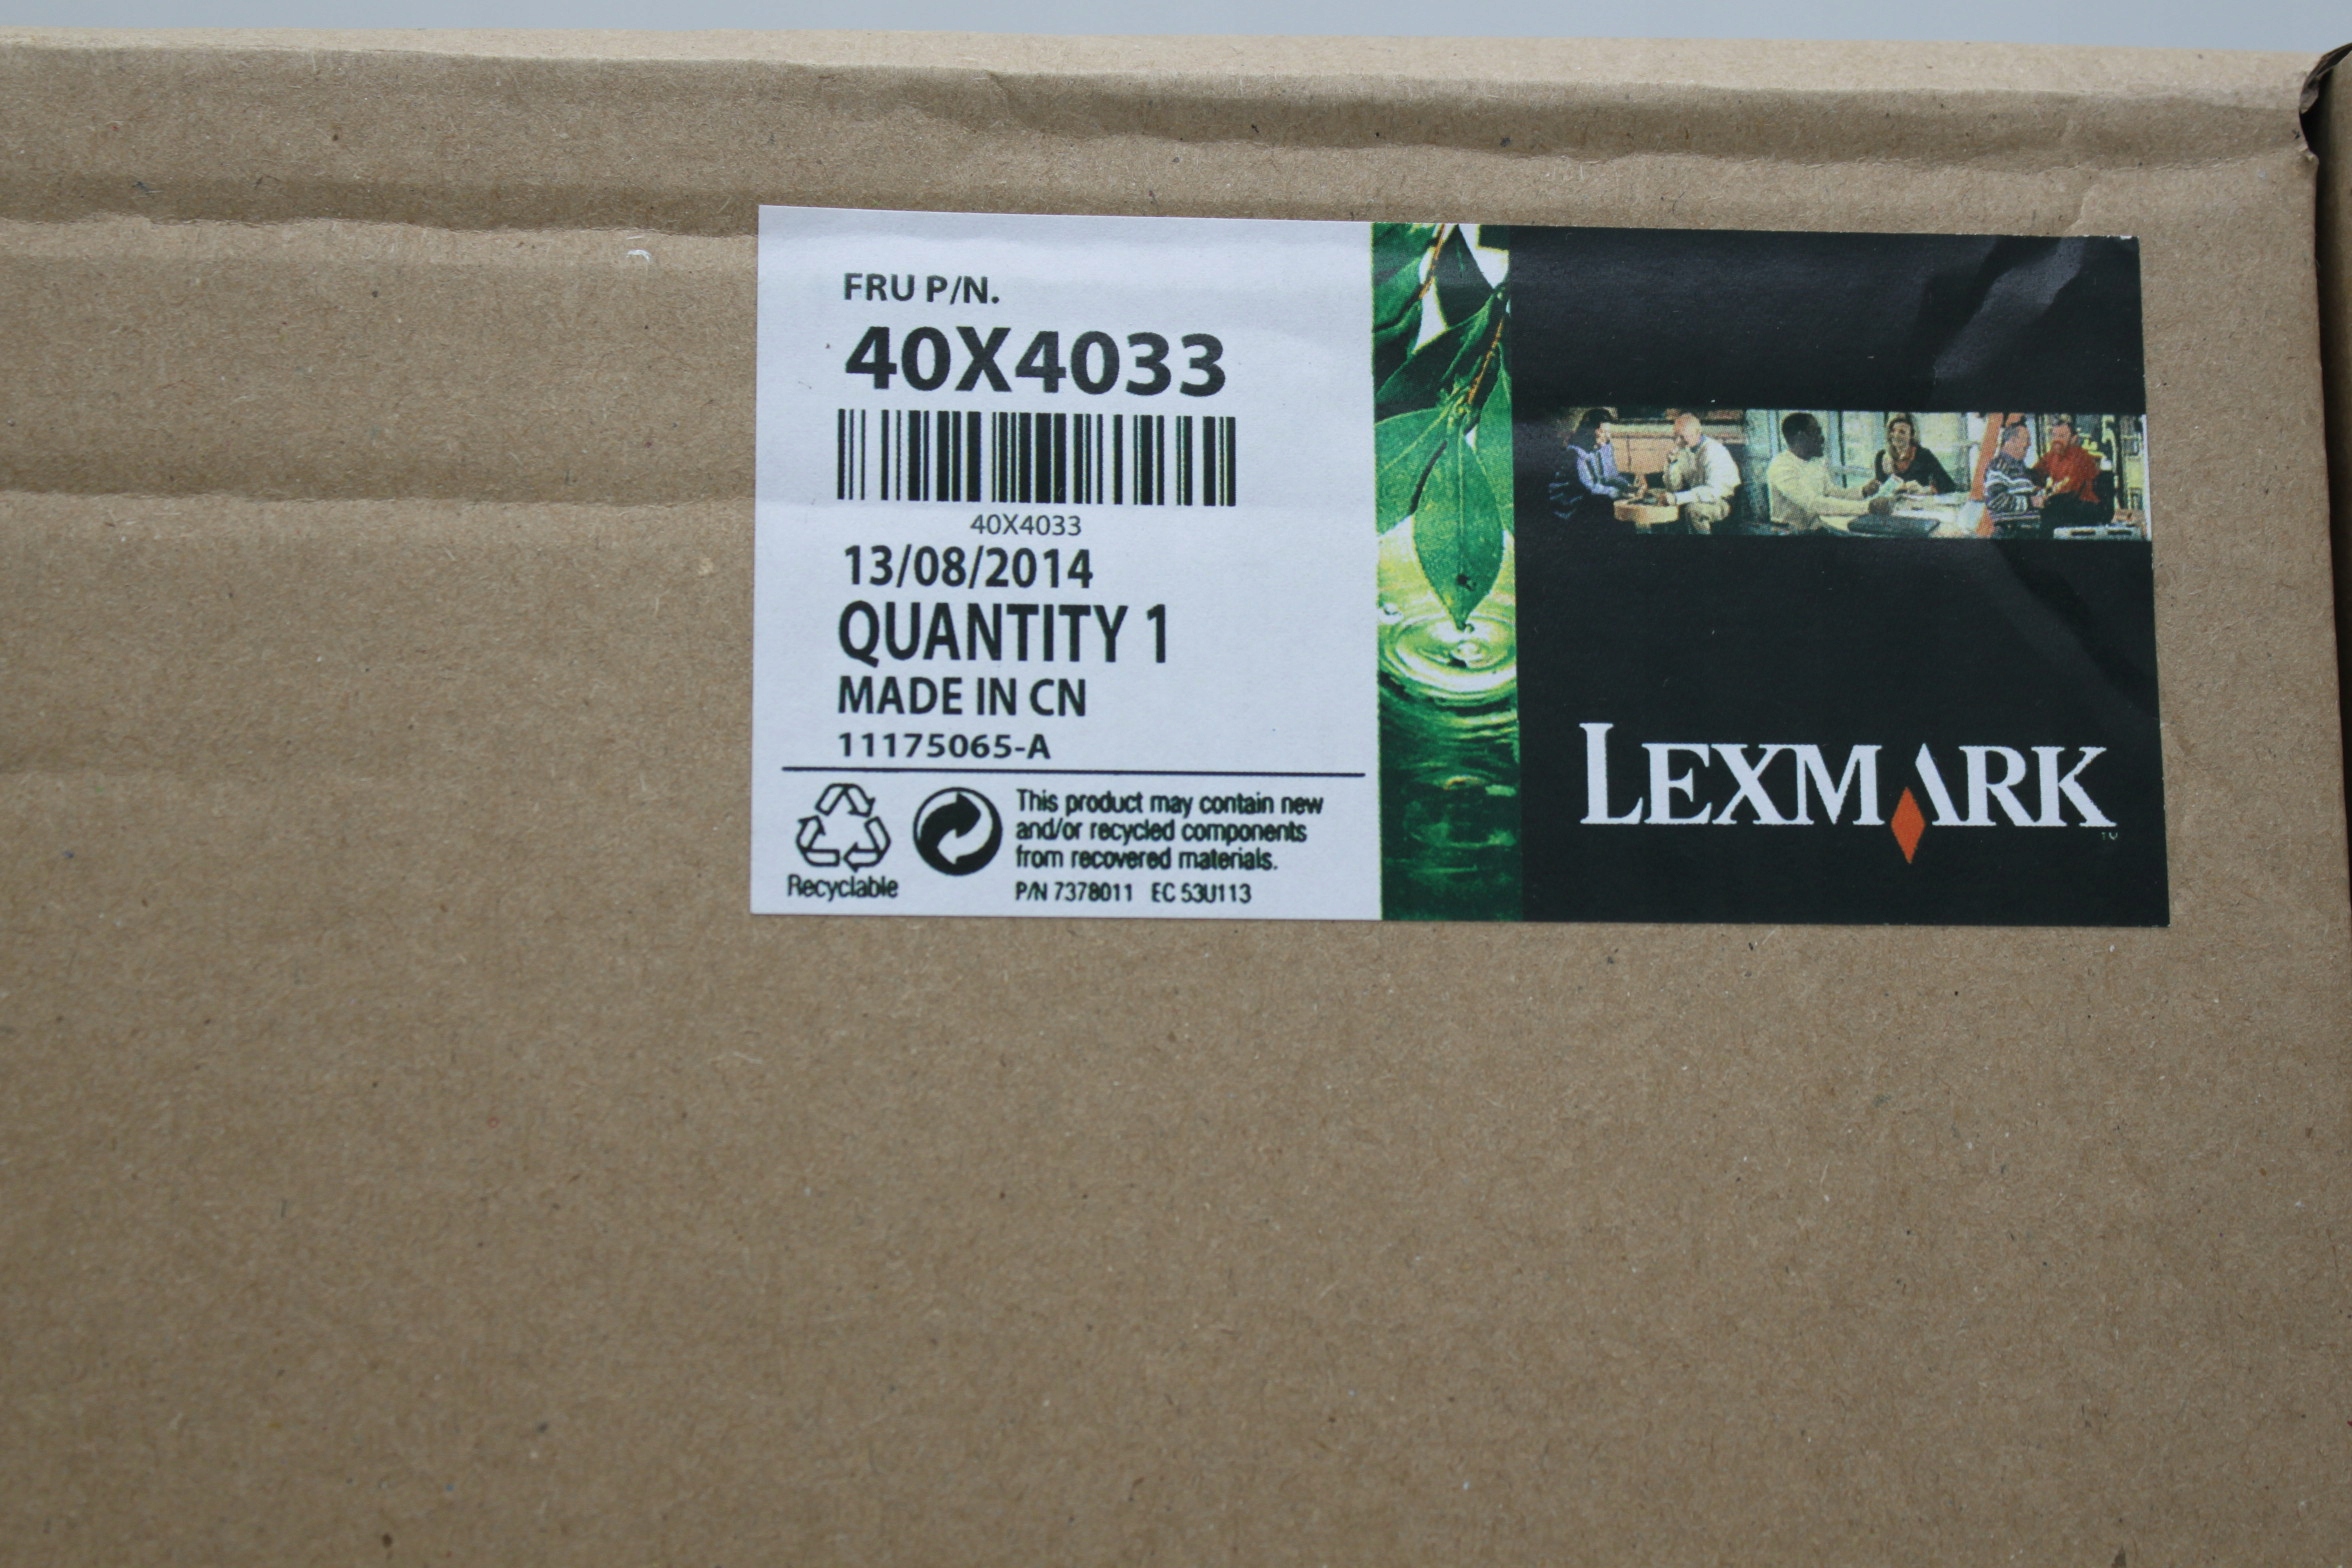 FRU P/N.
40X4033
40X4033
13/08/2014
QUANTITY 1
MADE IN CN
11175065-A
Recyclable
This product may contain new
and/or recycled components
from recovered materials.
P/N 7378011 EC 53U113
LEXMARK